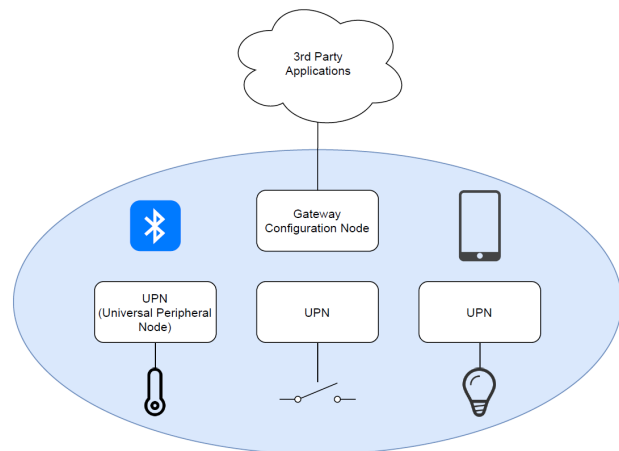 3rd Party
Applications
Gateway
Configuration Node
UPN
(Universal Peripheral
Node)
UPN
UPN